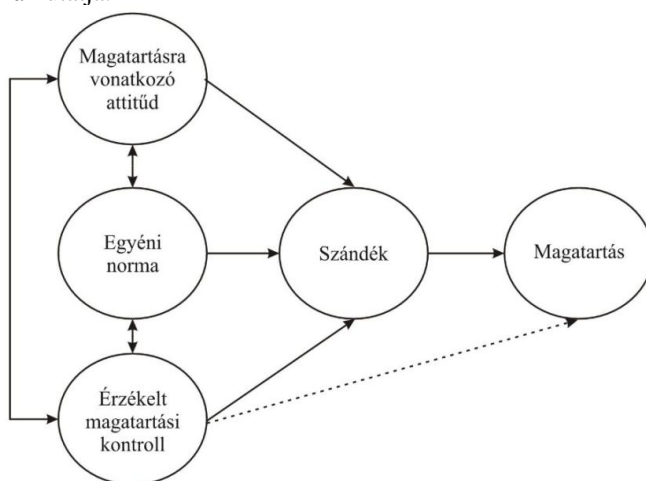 Magatartásra
vonatkozó
attitűd
Egyéni
norma
Szándék
Magatartás
Érzékelt
magatartási
kontroll